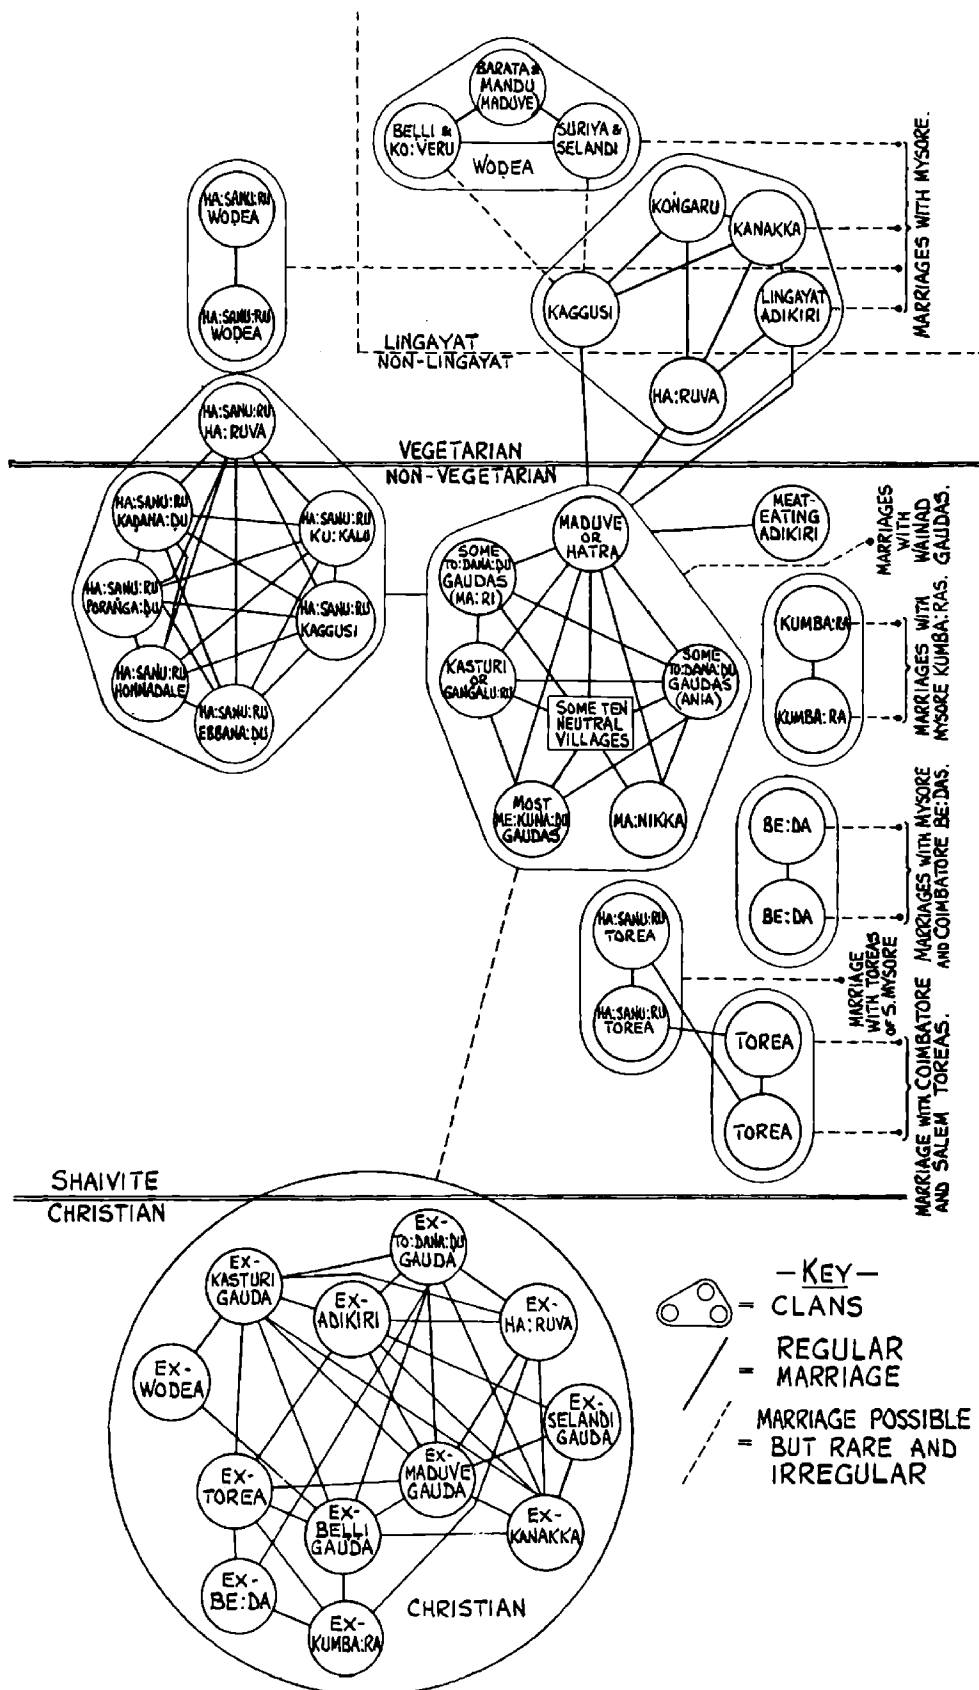 BARATA &
MANDU
(MADUVE)
BELLI &
KO:VERU
SURIYA &
SELANDI
WODEA
HA:SANU:RU
WODEA
HA:SANU:RU
WODEA
KONGARU
KANAKKA
KAGGUSI
LINGAYAT
ADIKIRI
HA:RUVA
MARRIAGES WITH MYSORE.
LINGAYAT
NON-LINGAYAT
HA:SANU:RU
HA:RUVA
VEGETARIAN
NON-VEGETARIAN
HA:SANU:RU
KADANA:DU
HA:SANU:RU
KU:KALU
HA:SANU:RU
PORANGA:DU
HA:SANU:RU
KAGGUSI
HA:SANU:RU
HONNADALE
HA:SANU:RU
EBBANA:DU
MADUVE
OR
HATRA
SOME
TO:DANA:DU
GAUDAS
(MA:RI)
KASTURI
OR
GANGALU:RU
SOME TEN
NEUTRAL
VILLAGES
SOME
TO:DANA:DU
GAUDAS
(ANIA)
MOST
ME:KUNA:DU
GAUDAS
MA:NIKKA
MEAT-
EATING
ADIKIRI
MARRIAGES
WITH
WAINAD
GAUDAS.
KUMBA:RA
KUMBA:RA
MARRIAGES WITH
MYSORE KUMBA:RAS.
BE:DA
BE:DA
MARRIAGES WITH MYSORE
AND COIMBATORE BE:DAS.
HA:SANU:RU
TOREA
HA:SANU:RU
TOREA
MARRIAGE
WITH TOREAS
OF S. MYSORE
TOREA
TOREA
MARRIAGE WITH COIMBATORE
AND SALEM TOREAS.
SHAIVITE
CHRISTIAN
EX-
TO:DANA:DU
GAUDA
EX-
KASTURI
GAUDA
EX-
ADIKIRI
EX-
HA:RUVA
EX-
WODEA
EX-
SELANDI
GAUDA
EX-
MADUVE
GAUDA
EX-
TOREA
EX-
BELLI
GAUDA
EX-
KANAKKA
EX-
BE:DA
EX-
KUMBA:RA
CHRISTIAN
—KEY—
= CLANS
REGULAR
= MARRIAGE
MARRIAGE POSSIBLE
= BUT RARE AND
IRREGULAR